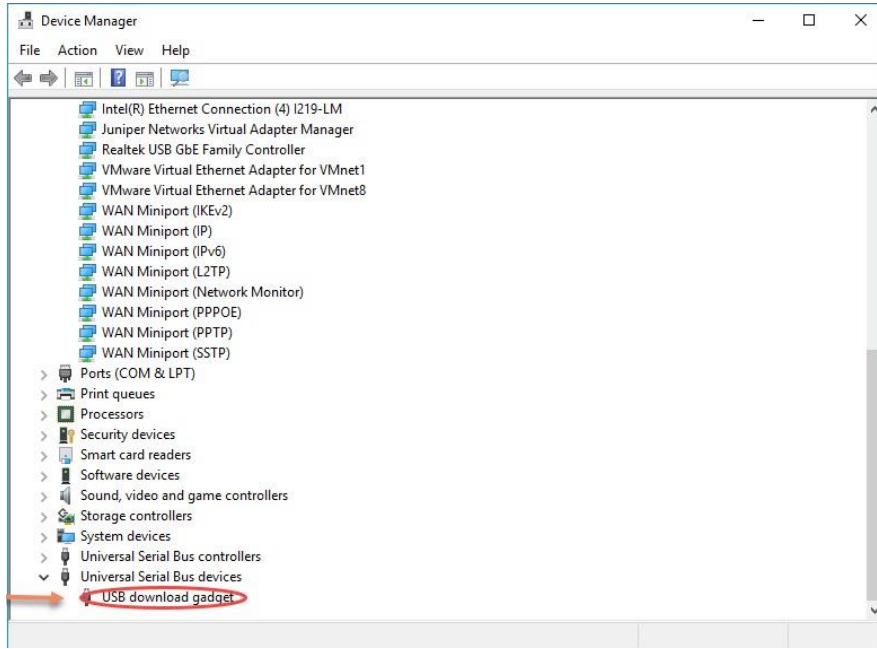 Device Manager
File Action View Help
Intel(R) Ethernet Connection (4) I219-LM
Juniper Networks Virtual Adapter Manager
Realtek USB GbE Family Controller
VMware Virtual Ethernet Adapter for VMnet1
VMware Virtual Ethernet Adapter for VMnet8
WAN Miniport (IKEv2)
WAN Miniport (IP)
WAN Miniport (IPv6)
WAN Miniport (L2TP)
WAN Miniport (Network Monitor)
WAN Miniport (PPPOE)
WAN Miniport (PPTP)
WAN Miniport (SSTP)
Ports (COM & LPT)
Print queues
Processors
Security devices
Smart card readers
Software devices
Sound, video and game controllers
Storage controllers
System devices
Universal Serial Bus controllers
Universal Serial Bus devices
USB download gadget